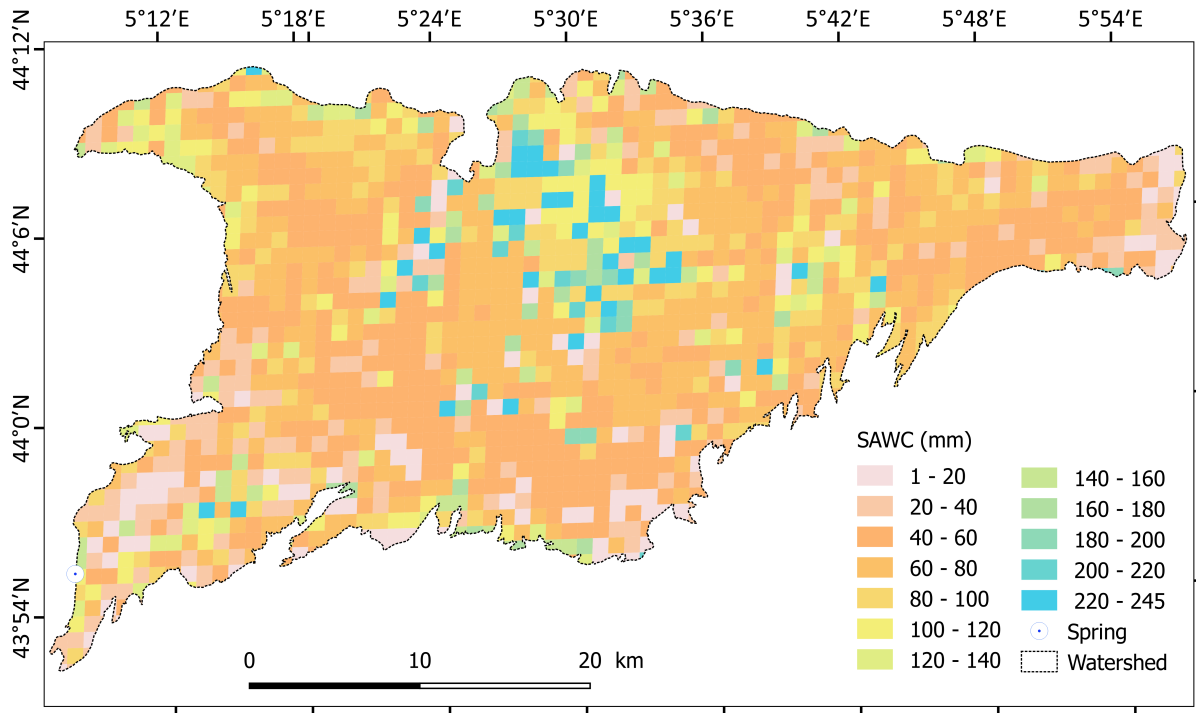 5°12′E 5°18′E 5°24′E 5°30′E 5°36′E 5°42′E 5°48′E 5°54′E
44°12′N
44°6′N
44°0′N
43°54′N
SAWC (mm)
1 - 20
20 - 40
40 - 60
60 - 80
80 - 100
100 - 120
120 - 140
140 - 160
160 - 180
180 - 200
200 - 220
220 - 245
Spring
Watershed
0 10 20 km